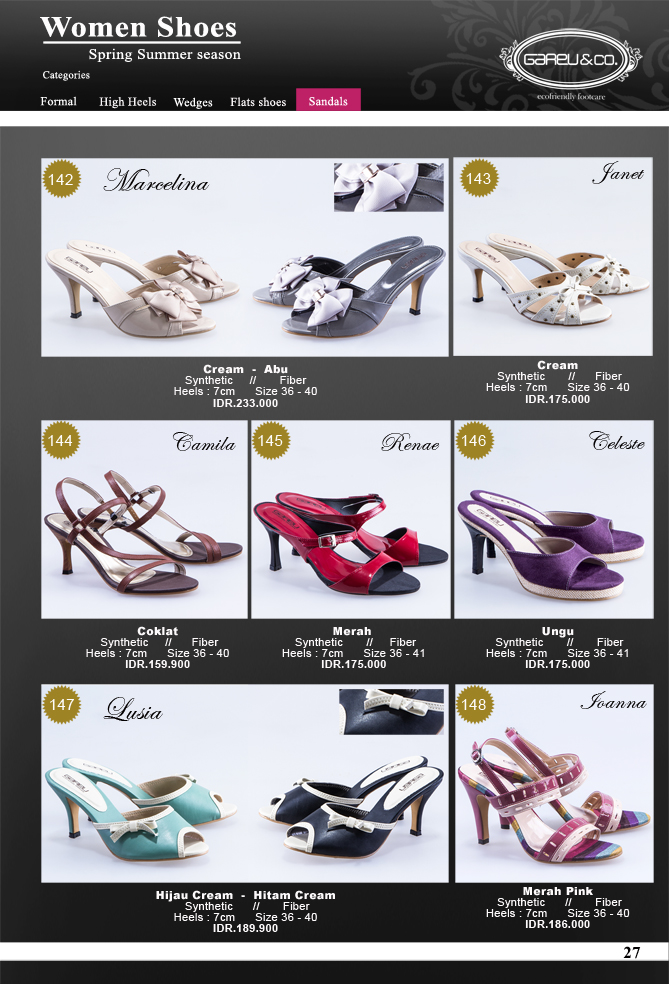 Women Shoes
Spring Summer season
Categories
Formal High Heels Wedges Flats shoes Sandals
GAREU & CO.
ecofriendly footcare
142 Marcelina
Cream - Abu
Synthetic // Fiber
Heels : 7cm Size 36 - 40
IDR.233.000
143 Janet
Cream
Synthetic // Fiber
Heels : 7cm Size 36 - 40
IDR.175.000
144 Camila
Coklat
Synthetic // Fiber
Heels : 7cm Size 36 - 40
IDR.159.900
145 Renae
Merah
Synthetic // Fiber
Heels : 7cm Size 36 - 41
IDR.175.000
146 Celeste
Ungu
Synthetic // Fiber
Heels : 7cm Size 36 - 41
IDR.175.000
147 Lusia
Hijau Cream - Hitam Cream
Synthetic // Fiber
Heels : 7cm Size 36 - 40
IDR.189.900
148 Joanna
Merah Pink
Synthetic // Fiber
Heels : 7cm Size 36 - 40
IDR.186.000
27